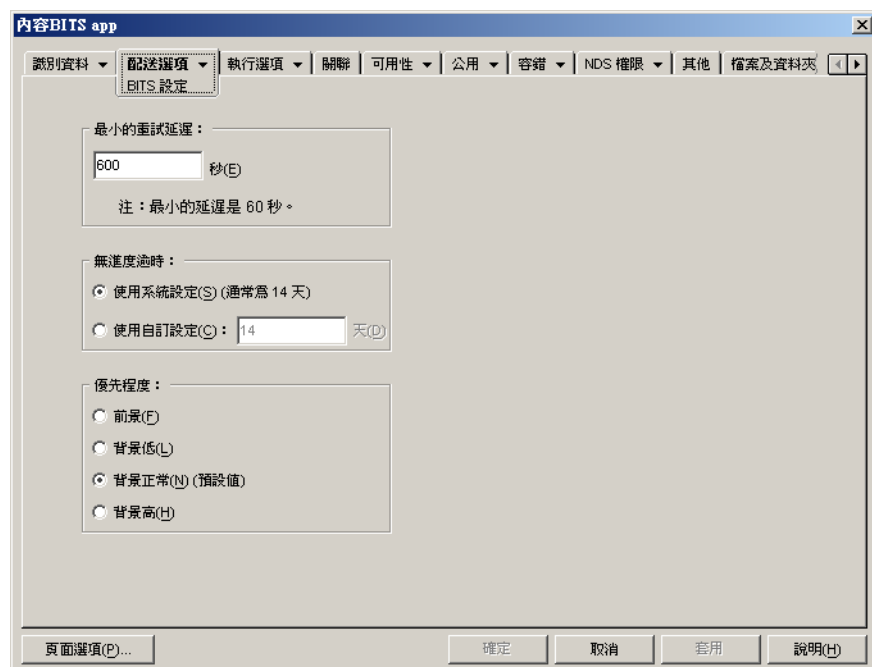 內容BITS app
識別資料 配送選項 執行選項 關聯 可用性 公用 容錯 NDS 權限 其他 檔案及資料夾
BITS 設定
最小的重試延遲：
600 秒(E)
注：最小的延遲是 60 秒。
無進度逾時：
使用系統設定(S) (通常為 14 天)
使用自訂設定(C)： 14 天(D)
優先程度：
前景(F)
背景低(L)
背景正常(N) (預設值)
背景高(H)
頁面選項(P)... 確定 取消 套用 說明(H)